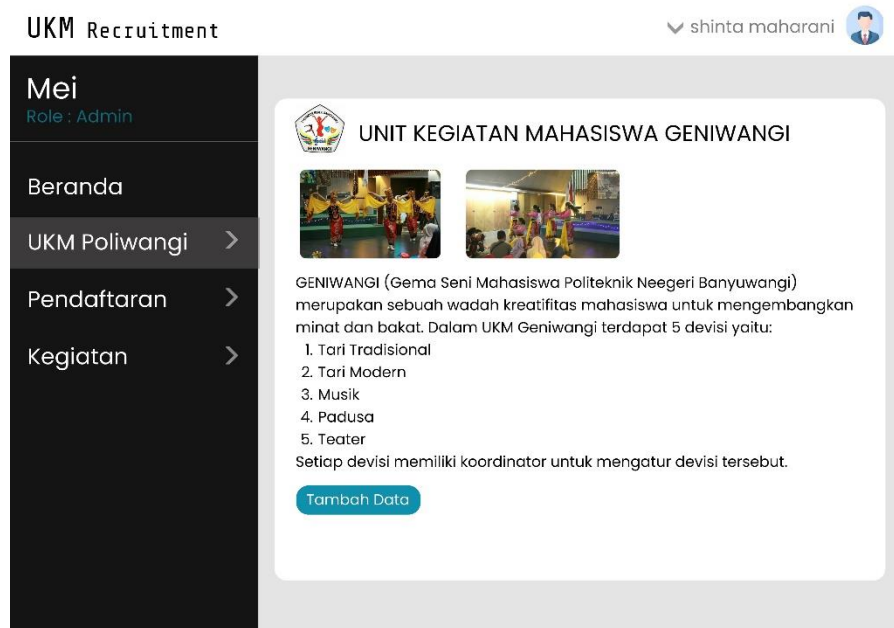 UKM Recruitment
shinta maharani
Mei
Role : Admin
Beranda
UKM Poliwangi
Pendaftaran
Kegiatan
UNIT KEGIATAN MAHASISWA GENIWANGI
GENIWANGI (Gema Seni Mahasiswa Politeknik Neegeri Banyuwangi)
merupakan sebuah wadah kreatifitas mahasiswa untuk mengembangkan
minat dan bakat. Dalam UKM Geniwangi terdapat 5 devisi yaitu:
1. Tari Tradisional
2. Tari Modern
3. Musik
4. Padusa
5. Teater
Setiap devisi memiliki koordinator untuk mengatur devisi tersebut.
Tambah Data